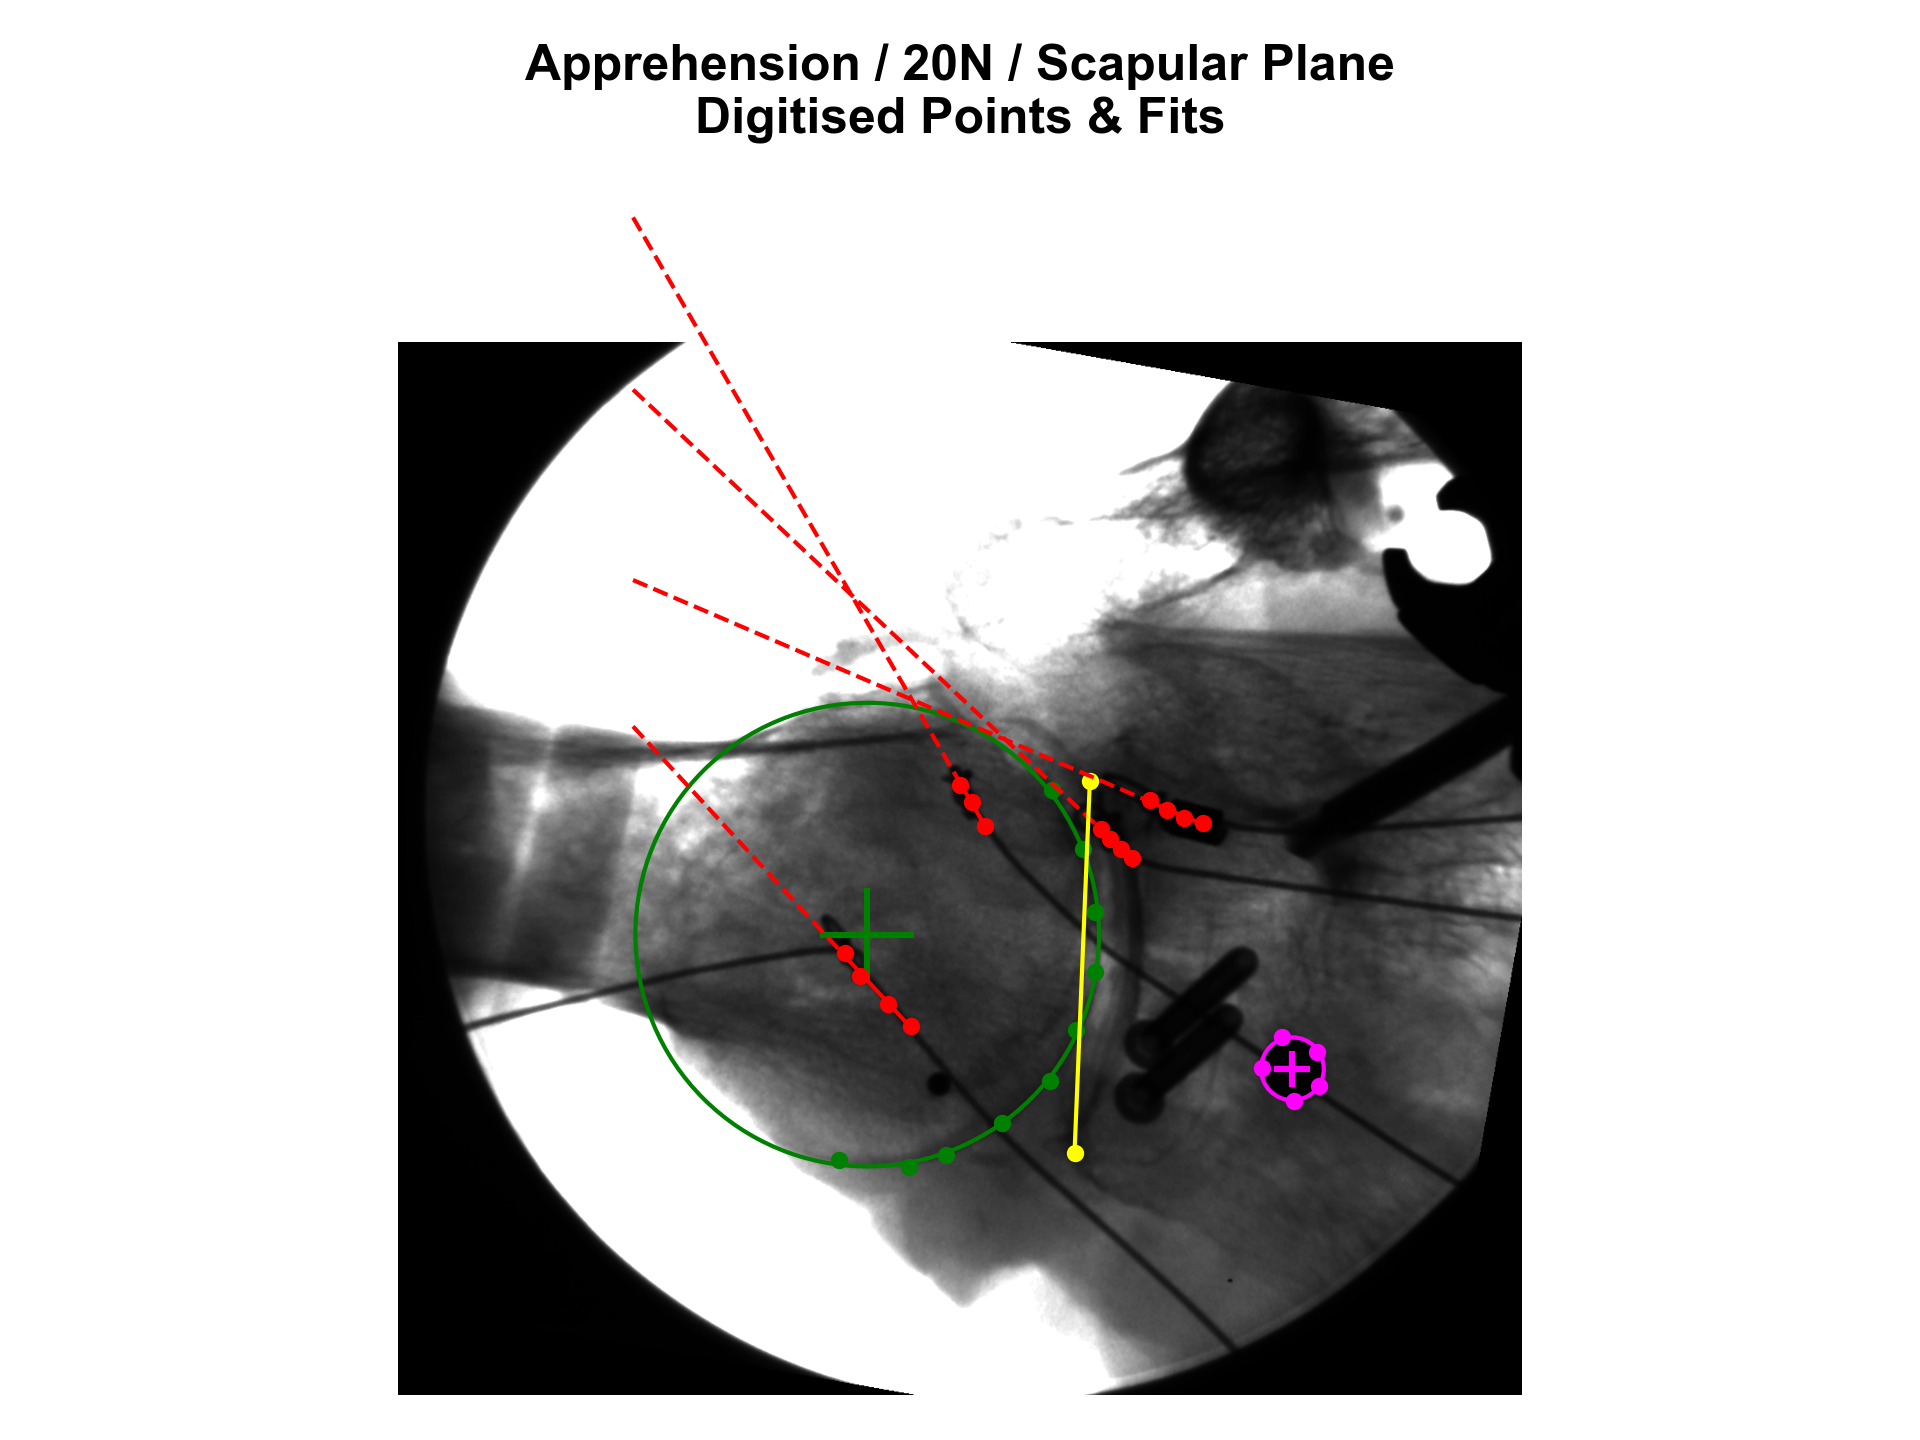 Apprehension / 20N / Scapular Plane
Digitised Points & Fits